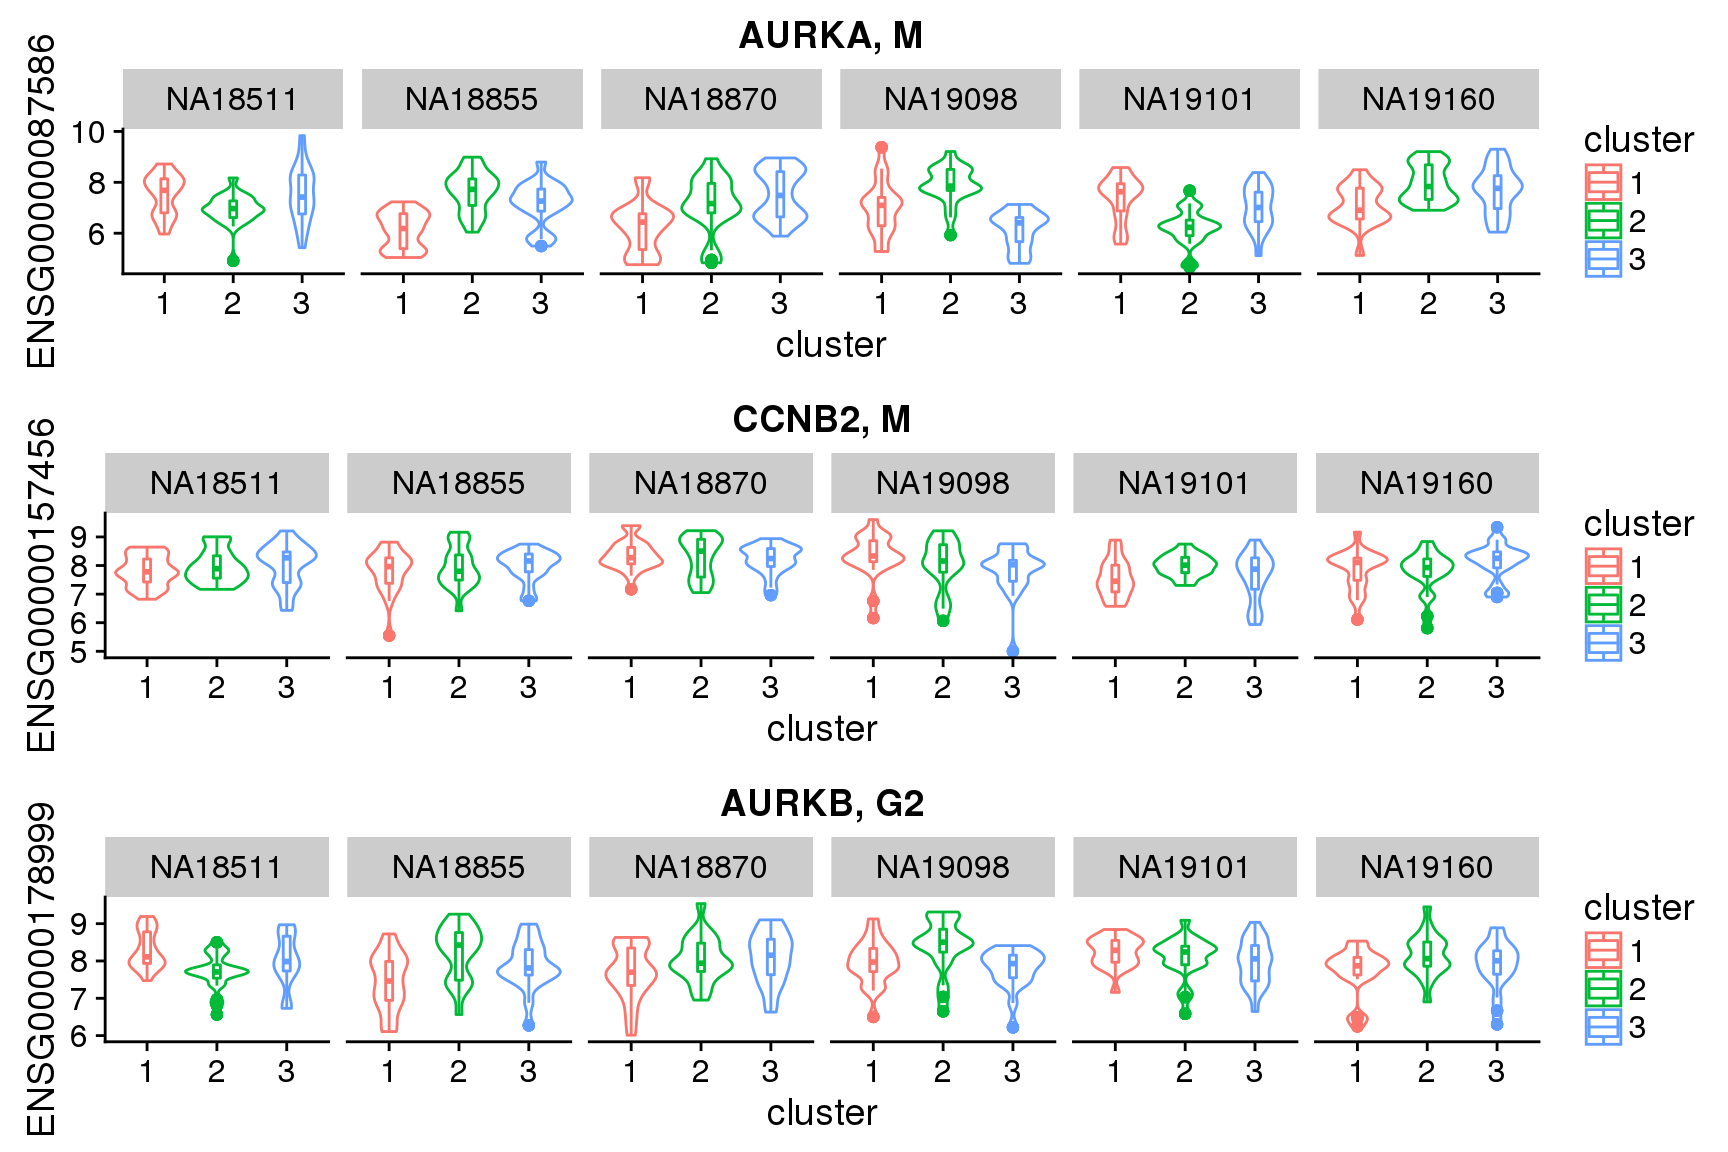 AURKA, M
ENSG00000087586
NA18511 NA18855 NA18870 NA19098 NA19101 NA19160
10
8
6
1 2 3 1 2 3 1 2 3 1 2 3 1 2 3 1 2 3
cluster
cluster
1
2
3
CCNB2, M
ENSG00000157456
NA18511 NA18855 NA18870 NA19098 NA19101 NA19160
9
8
7
6
5
1 2 3 1 2 3 1 2 3 1 2 3 1 2 3 1 2 3
cluster
cluster
1
2
3
AURKB, G2
ENSG00000178999
NA18511 NA18855 NA18870 NA19098 NA19101 NA19160
9
8
7
6
1 2 3 1 2 3 1 2 3 1 2 3 1 2 3 1 2 3
cluster
cluster
1
2
3